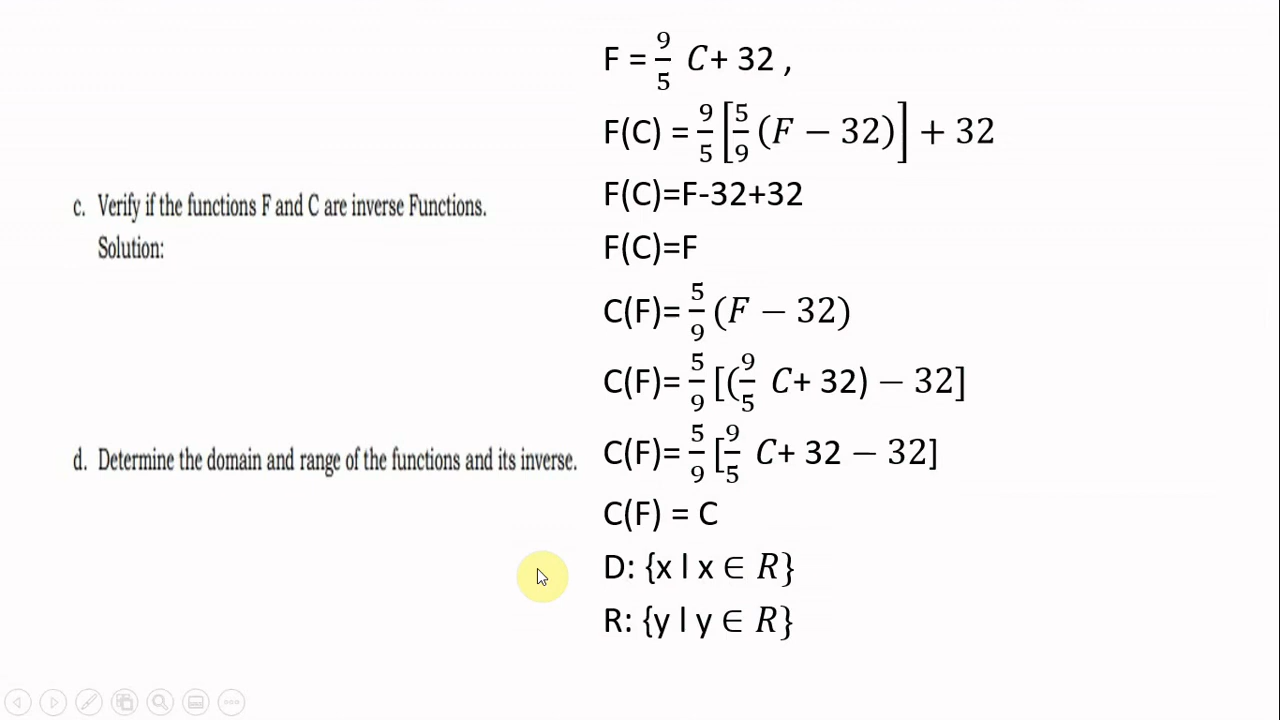 F = 9/5 C + 32 ,
F(C) = 9/5 [5/9 (F − 32)] + 32
c. Verify if the functions F and C are inverse Functions.
F(C)=F-32+32
Solution:
F(C)=F
C(F)= 5/9 (F − 32)
C(F)= 5/9 [(9/5 C+ 32) − 32]
d. Determine the domain and range of the functions and its inverse.
C(F)= 5/9 [9/5 C+ 32 − 32]
C(F) = C
D: {x l x ∈ R}
R: {y l y ∈ R}